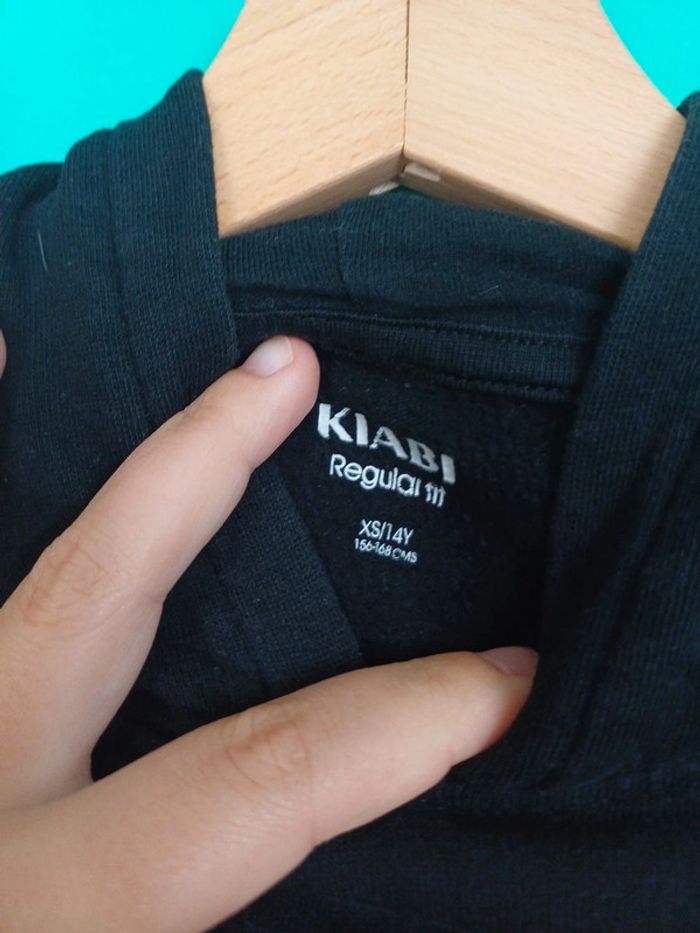 KIABI
Regular fit
XS/14Y
156-168 CMS